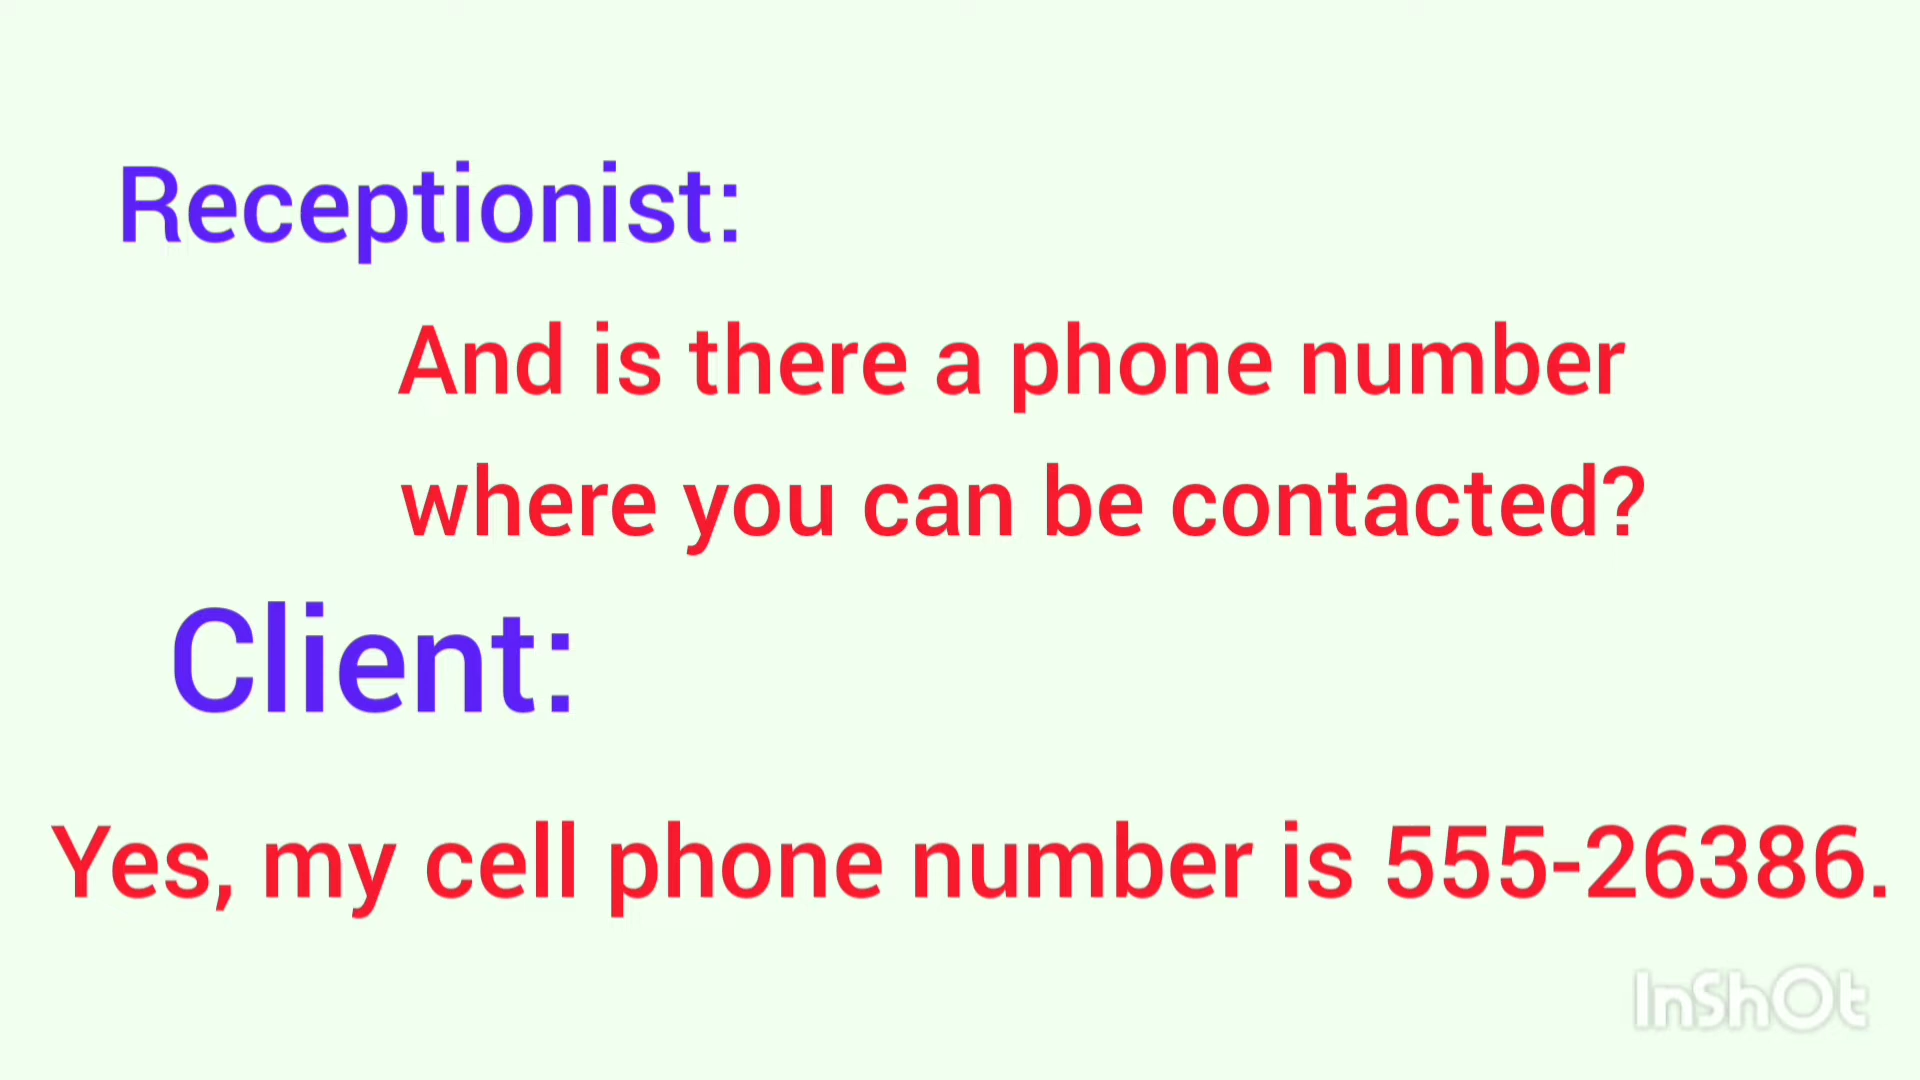 Receptionist:
And is there a phone number
where you can be contacted?
Client:
Yes, my cell phone number is 555-26386.
InShOt